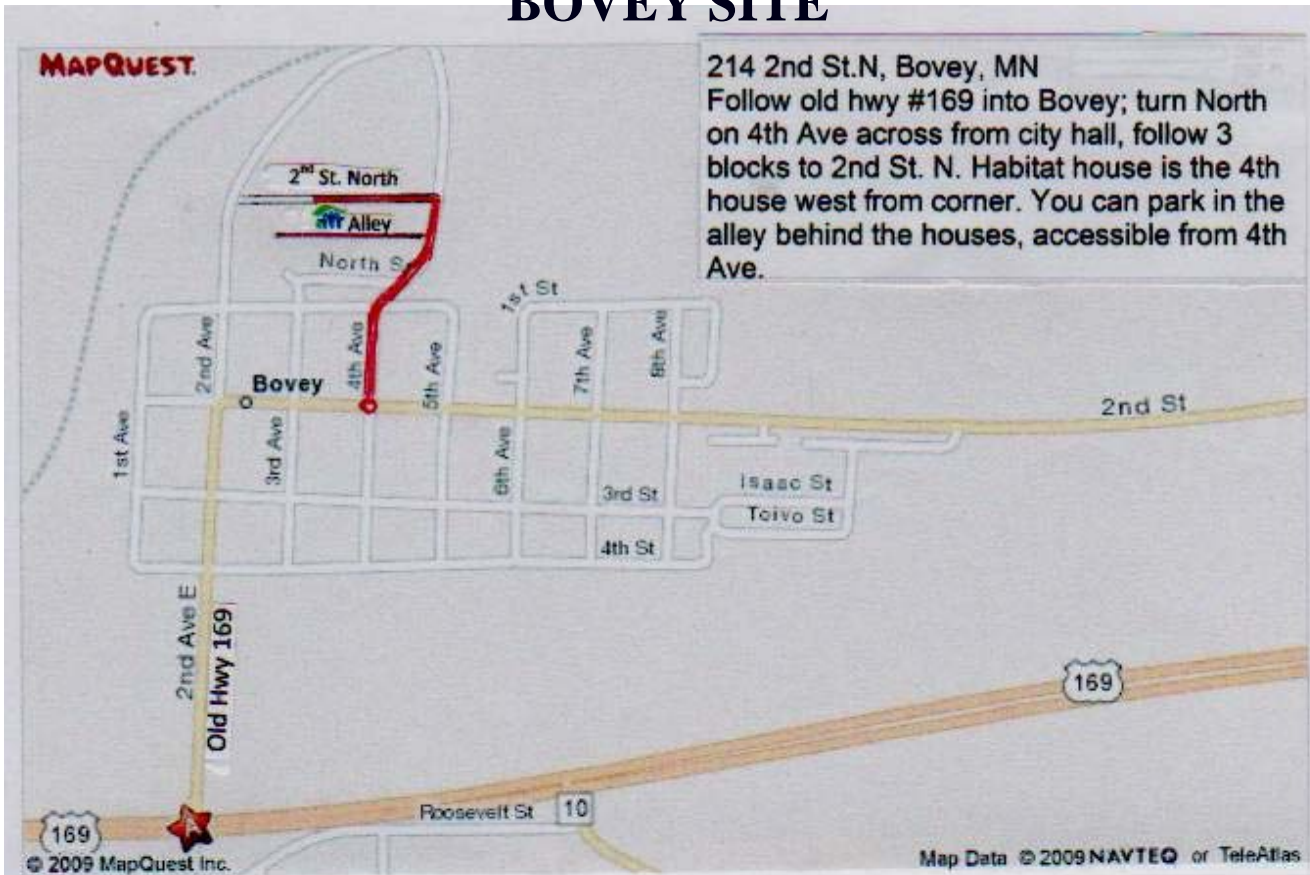 BOVEY SITE
MAPQUEST.
214 2nd St.N, Bovey, MN
Follow old hwy #169 into Bovey; turn North
on 4th Ave across from city hall, follow 3
blocks to 2nd St. N. Habitat house is the 4th
house west from corner. You can park in the
alley behind the houses, accessible from 4th
Ave.
2nd St. North
Alley
North S
1st St
2nd Ave
4th Ave
5th Ave
7th Ave
8th Ave
Bovey
2nd St
1st Ave
3rd Ave
6th Ave
3rd St
Isaac St
Toivo St
4th St
2nd Ave E
Old Hwy 169
169
Roosevelt St
10
169
© 2009 MapQuest Inc.
Map Data © 2009 NAVTEQ or TeleAtlas